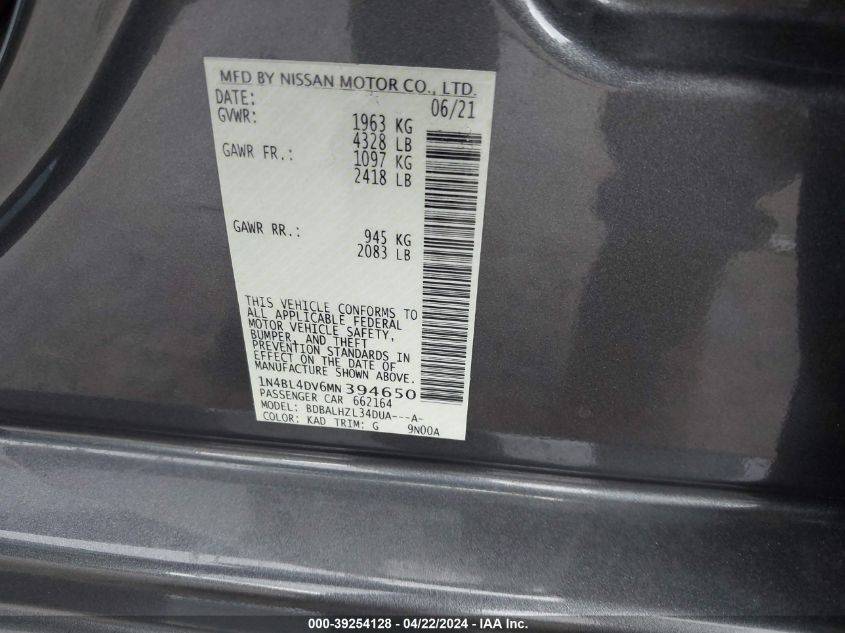 MFD BY NISSAN MOTOR CO., LTD.
DATE: 06/21
GVWR: 1963 KG
4328 LB
GAWR FR.: 1097 KG
2418 LB
GAWR RR.: 945 KG
2083 LB
THIS VEHICLE CONFORMS TO
ALL APPLICABLE FEDERAL
MOTOR VEHICLE SAFETY,
BUMPER, AND THEFT
PREVENTION STANDARDS IN
EFFECT ON THE DATE OF
MANUFACTURE SHOWN ABOVE.
1N4BL4DV6MN394650
PASSENGER CAR 662164
MODEL: BDBALHZL34DUA---A-
COLOR: KAD TRIM: G 9N00A
000-39254128 - 04/22/2024 - IAA Inc.